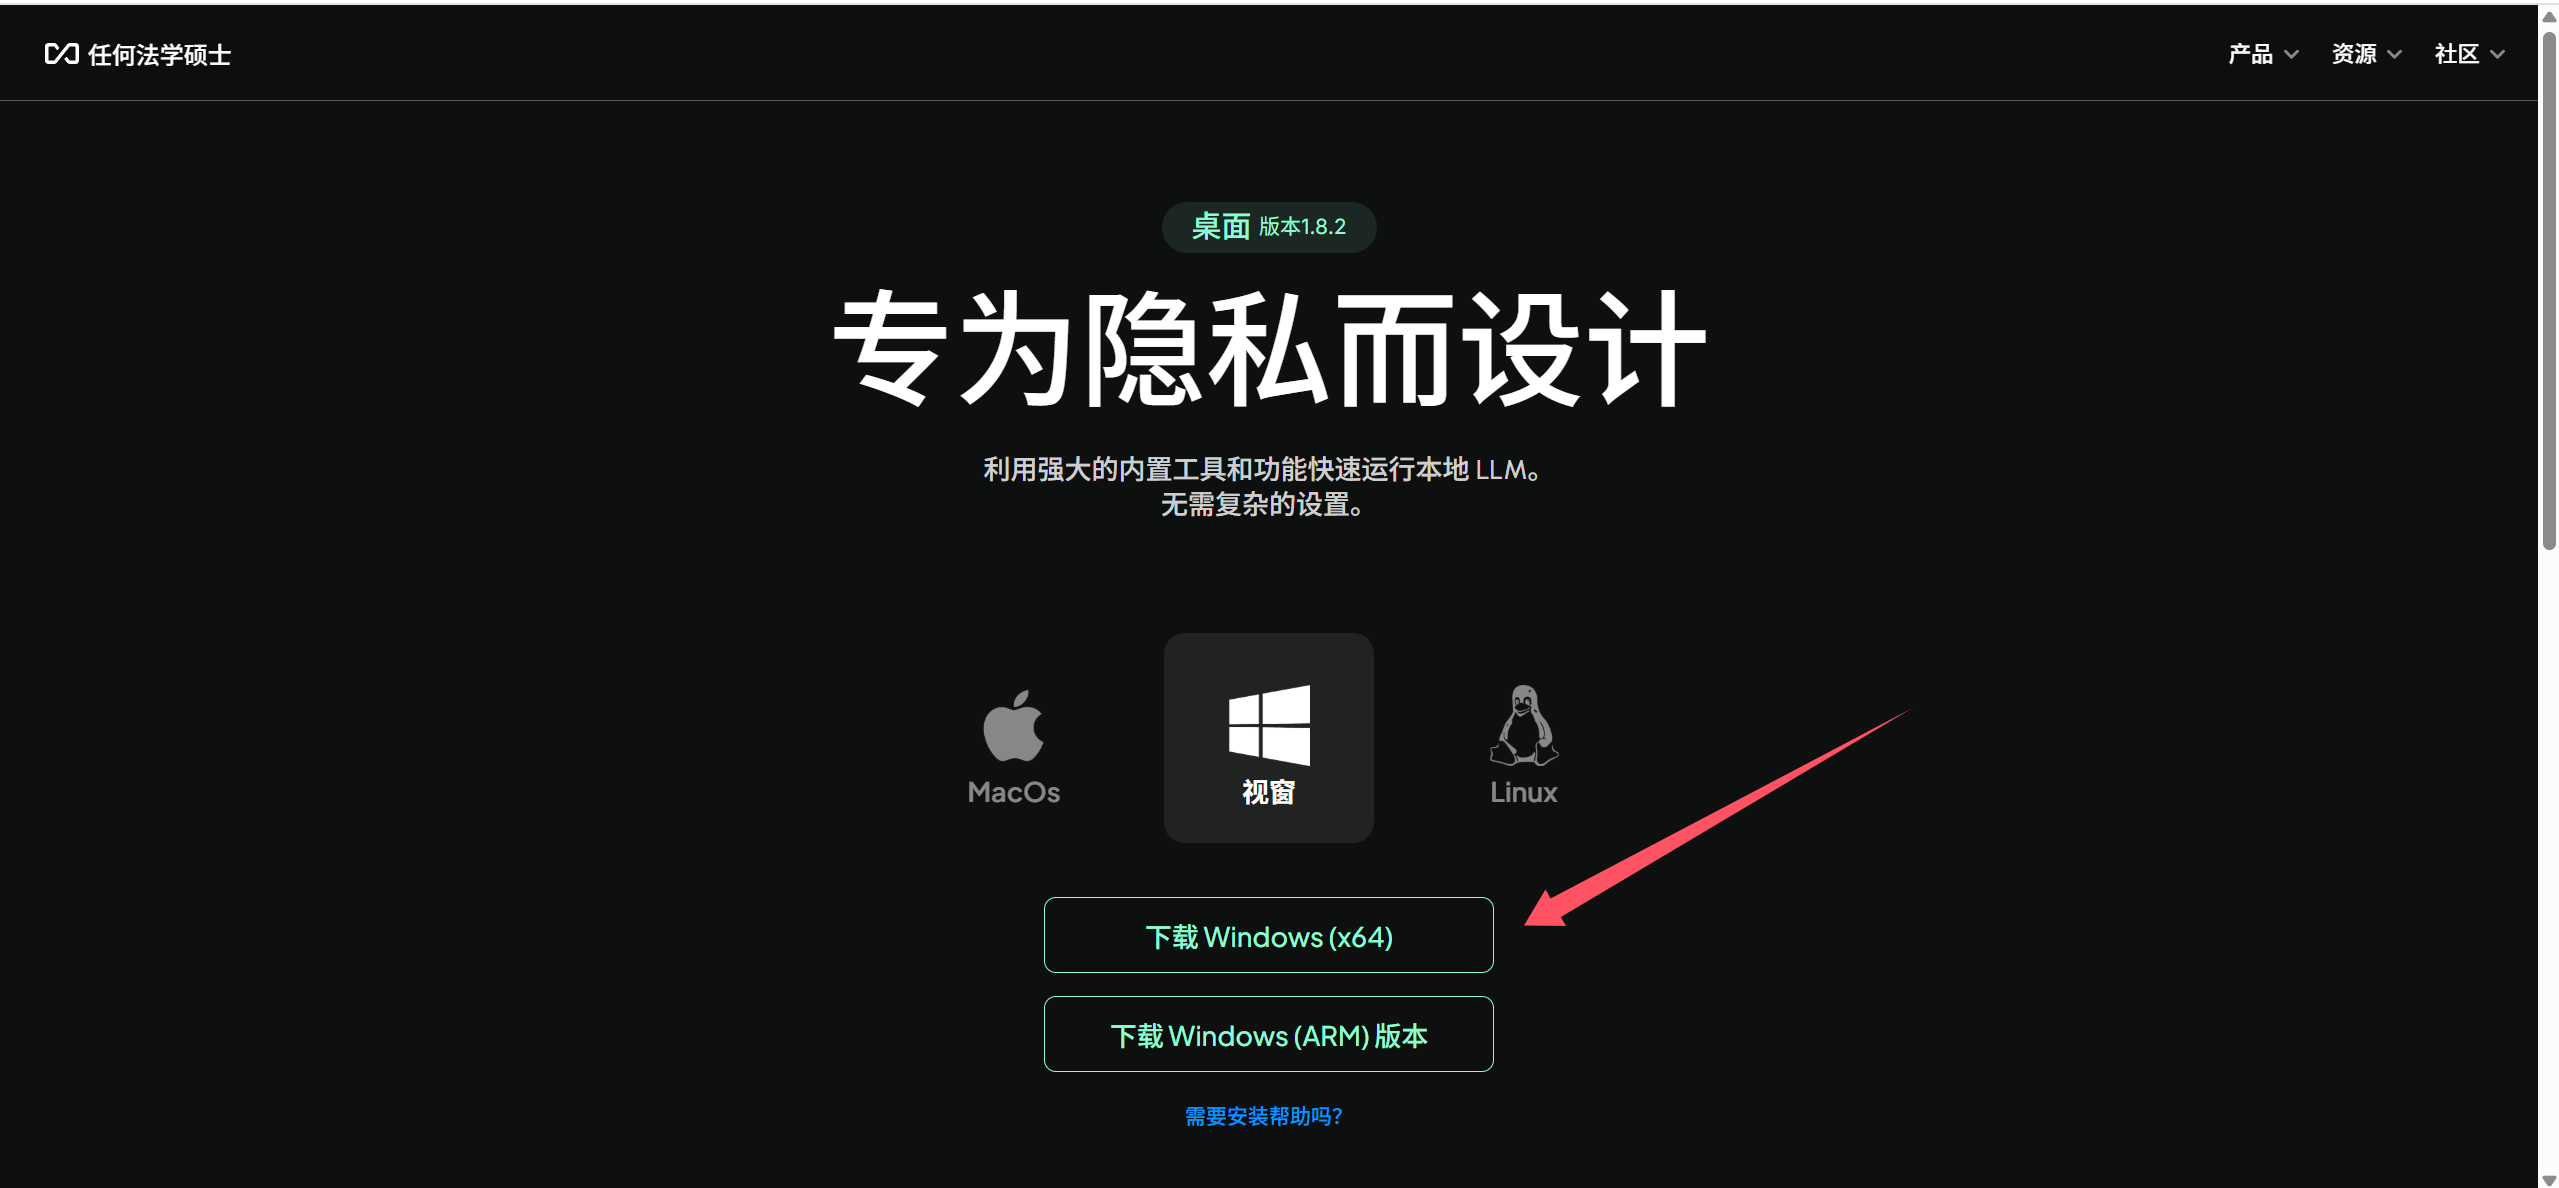 任何法学硕士
产品
资源
社区
桌面 版本1.8.2
专为隐私而设计
利用强大的内置工具和功能快速运行本地 LLM。
无需复杂的设置。
MacOs
视窗
Linux
下载 Windows (x64)
下载 Windows (ARM) 版本
需要安装帮助吗？